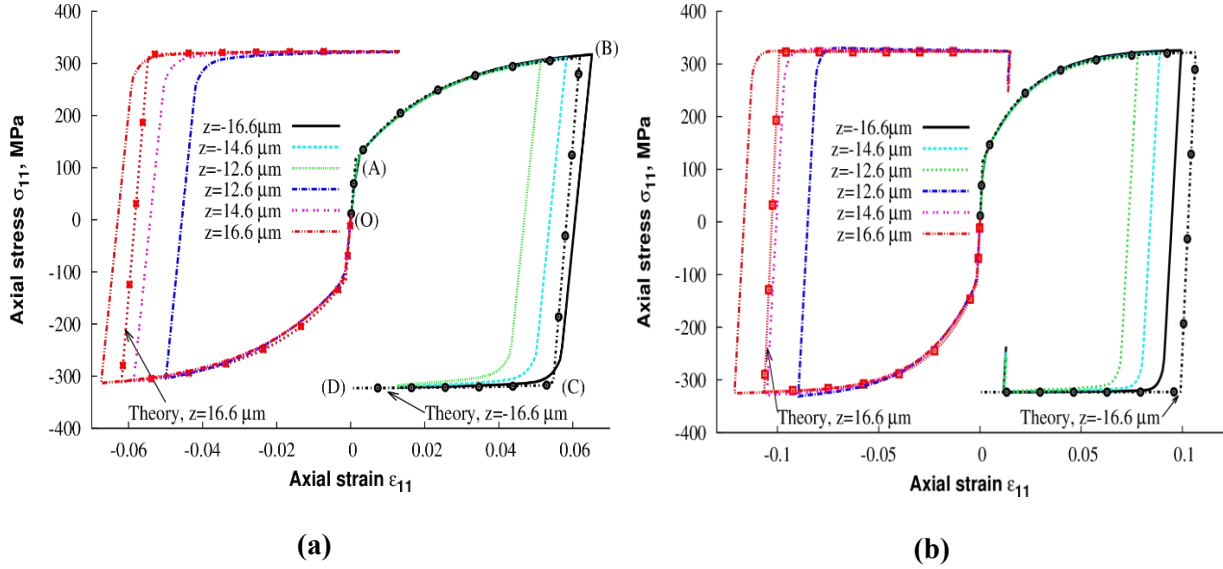 400
300
200
100
0
-100
-200
-300
-400
Axial stress σ11, MPa
z=-16.6μm
z=-14.6 μm
z=-12.6 μm
z=12.6 μm
z=14.6 μm
z=16.6 μm
(B)
(A)
(O)
(D)
(C)
Theory, z=16.6 μm
Theory, z=-16.6 μm
-0.06
-0.04
-0.02
0
0.02
0.04
0.06
Axial strain ε11
(a)
400
300
200
100
0
-100
-200
-300
-400
Axial stress σ11, MPa
z=-16.6μm
z=-14.6 μm
z=-12.6 μm
z=12.6 μm
z=14.6 μm
z=16.6 μm
Theory, z=16.6 μm
Theory, z=-16.6 μm
-0.1
-0.05
0
0.05
0.1
Axial strain ε11
(b)